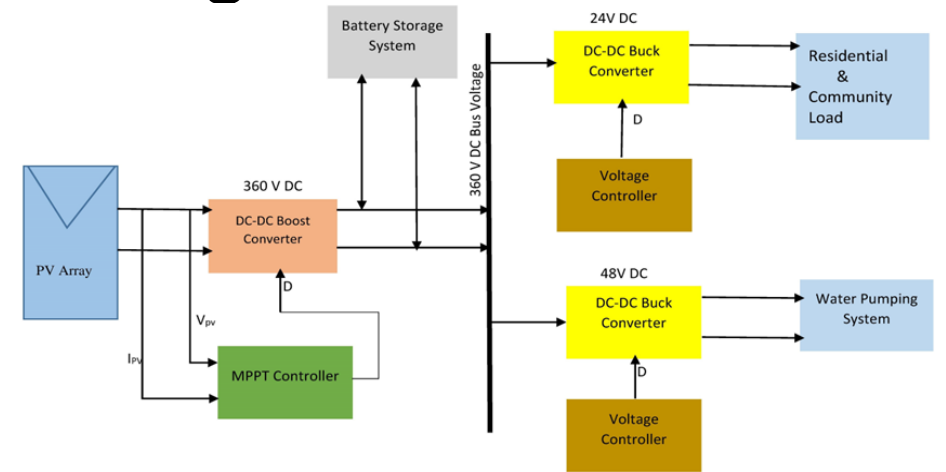 Battery Storage
System
24V DC
DC-DC Buck
Converter
Residential
&
Community
Load
360 V DC Bus Voltage
D
Voltage
Controller
360 V DC
DC-DC Boost
Converter
PV Array
D
Vpv
IPV
MPPT Controller
48V DC
DC-DC Buck
Converter
Water Pumping
System
D
Voltage
Controller